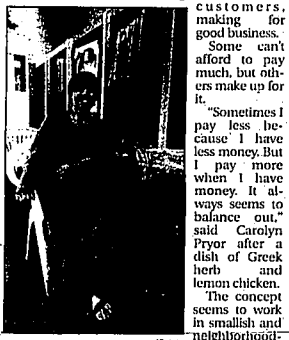 customers,
making for
good business.
Some can't
afford to pay
much, but oth-
ers make up for
it.
"Sometimes I
pay less be-
cause I have
less money. But
I pay more
when I have
money. It al-
ways seems to
balance out,"
said Carolyn
Pryor after a
dish of Greek
herb and
lemon chicken.
The concept
seems to work
in smallish and
neighborhood-